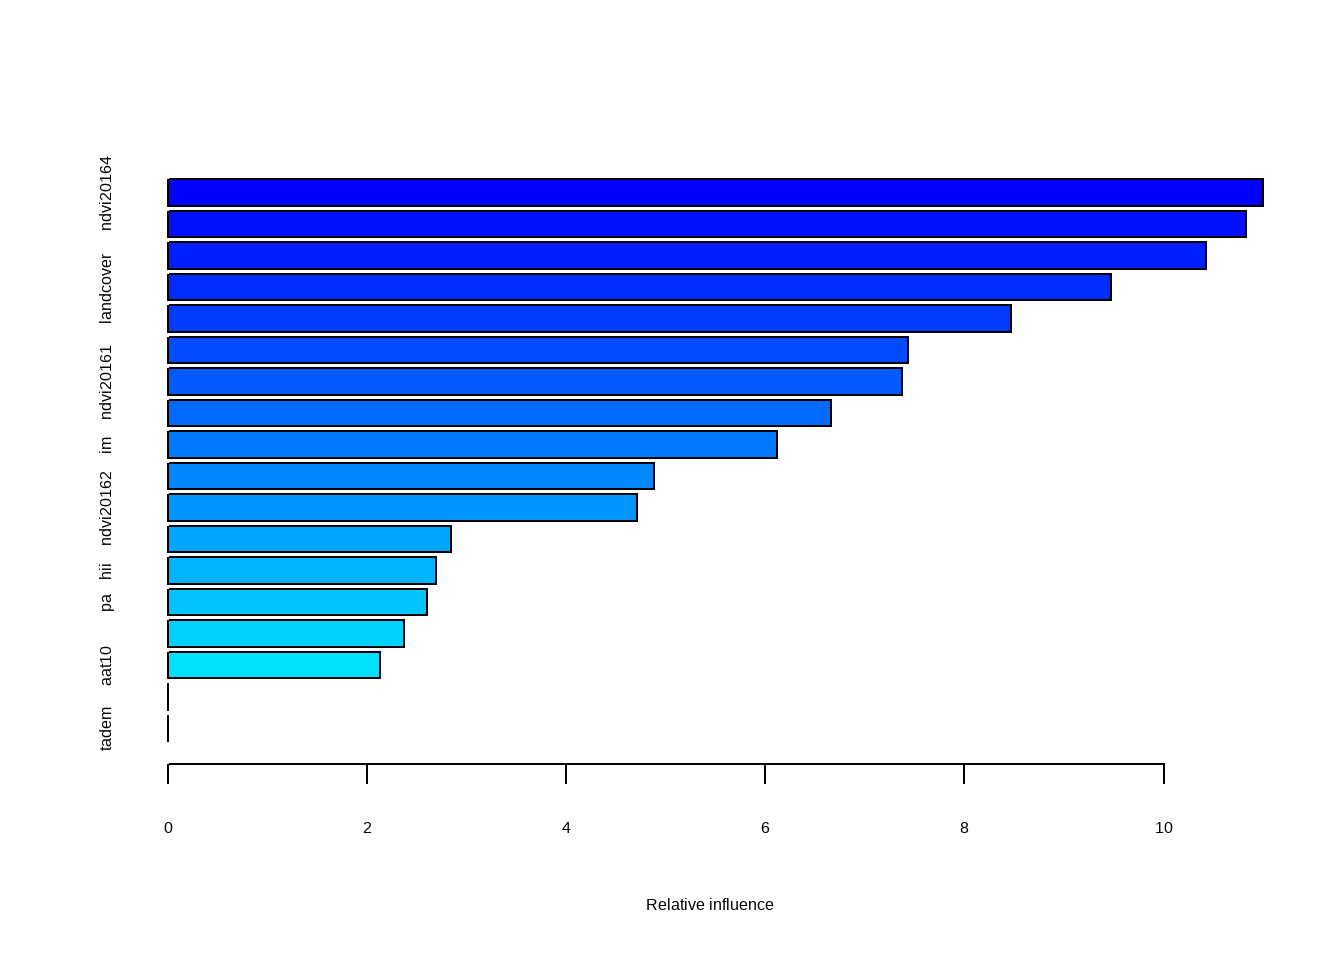 ndvi20164
landcover
ndvi20161
im
ndvi20162
hii
pa
aat10
tadem
0 2 4 6 8 10
Relative influence